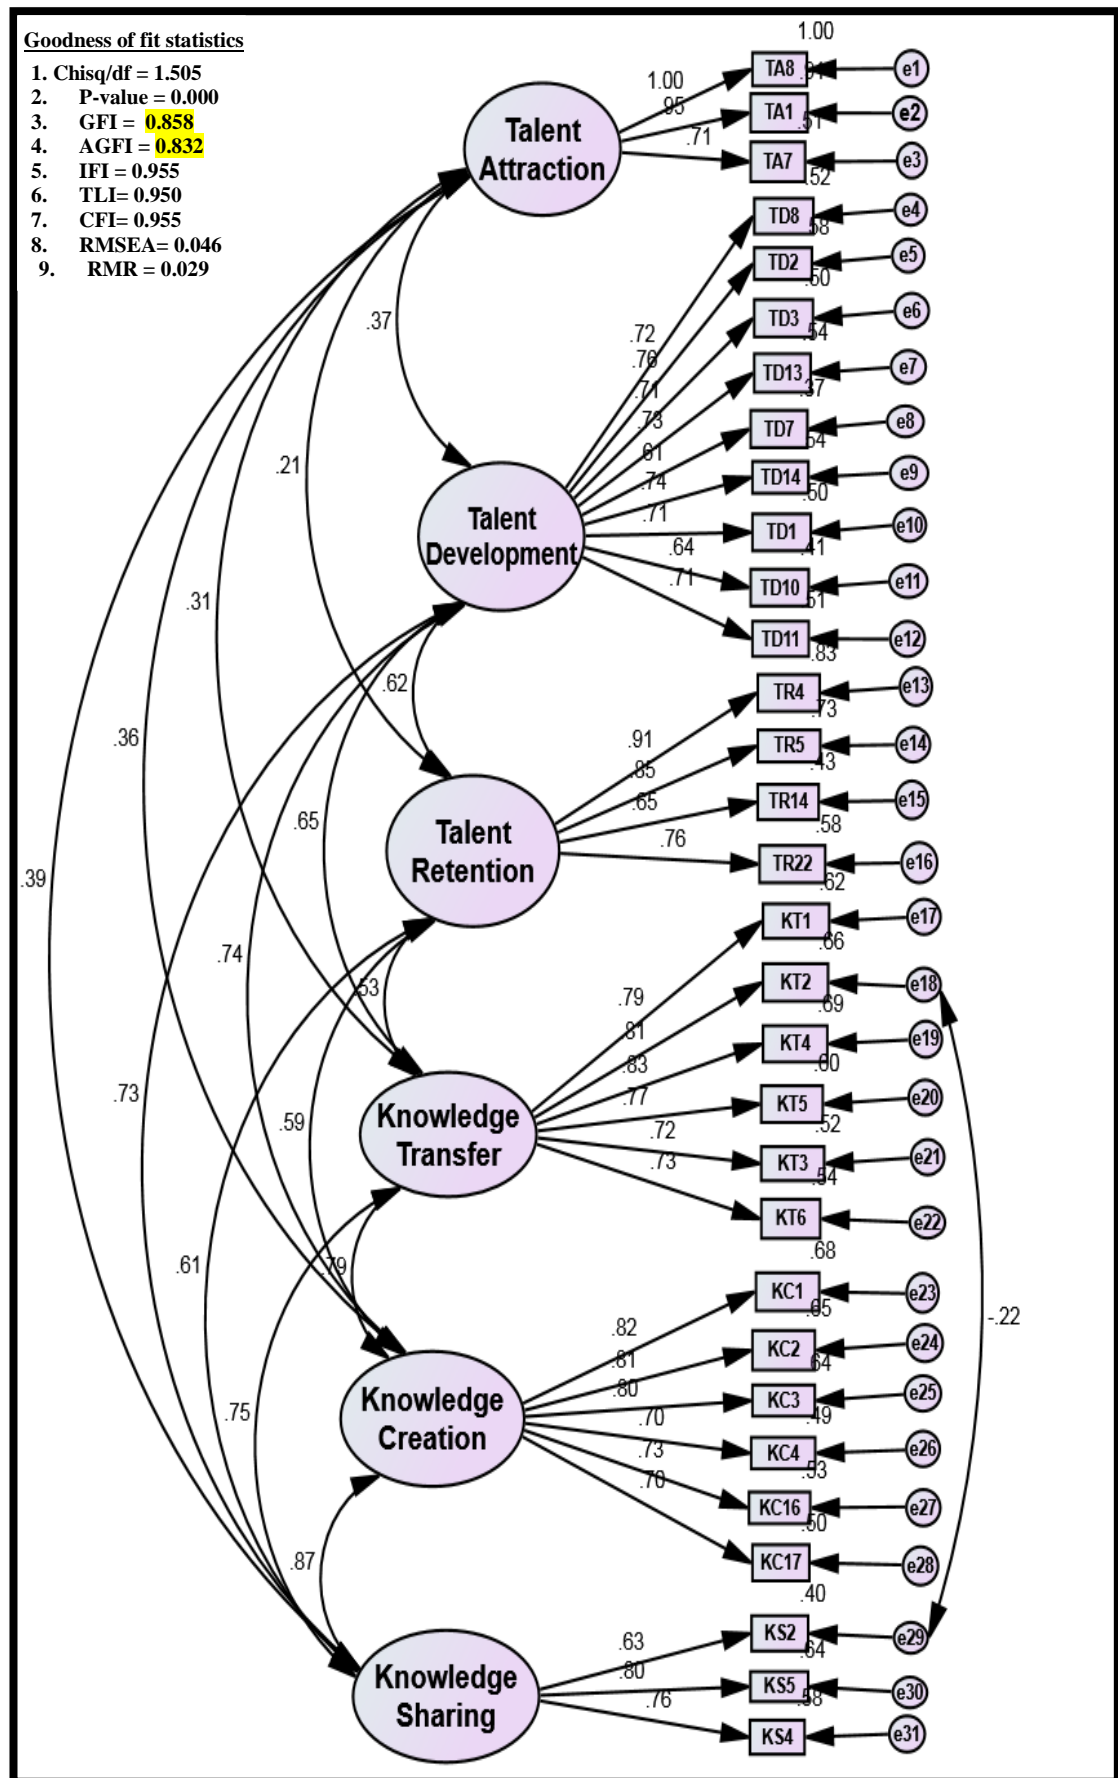 Goodness of fit statistics
1. Chisq/df = 1.505
2. P-value = 0.000
3. GFI = 0.858
4. AGFI = 0.832
5. IFI = 0.955
6. TLI= 0.950
7. CFI= 0.955
8. RMSEA= 0.046
9. RMR = 0.029
Talent
Attraction
1.00
.95
.71
1.00
TA8
e1
.91
TA1
e2
.51
TA7
e3
.52
TD8
e4
.58
TD2
e5
.50
TD3
e6
.54
TD13
e7
.37
TD7
e8
.54
TD14
e9
.50
TD1
e10
.41
TD10
e11
.51
TD11
e12
Talent
Development
.72
.76
.71
.73
.61
.74
.71
.64
.71
.83
TR4
e13
.73
TR5
e14
.43
TR14
e15
.58
TR22
e16
Talent
Retention
.91
.85
.65
.76
.62
KT1
e17
.66
KT2
e18
.69
KT4
e19
.60
KT5
e20
.52
KT3
e21
.54
KT6
e22
Knowledge
Transfer
.79
.81
.83
.77
.72
.73
.68
KC1
e23
.65
KC2
e24
.64
KC3
e25
.49
KC4
e26
.53
KC16
e27
.50
KC17
e28
Knowledge
Creation
.82
.81
.80
.70
.73
.70
.40
KS2
e29
.64
KS5
e30
.58
KS4
e31
Knowledge
Sharing
.63
.80
.76
.37
.21
.31
.36
.39
.62
.65
.74
.73
.53
.59
.61
.79
.75
.87
-.22